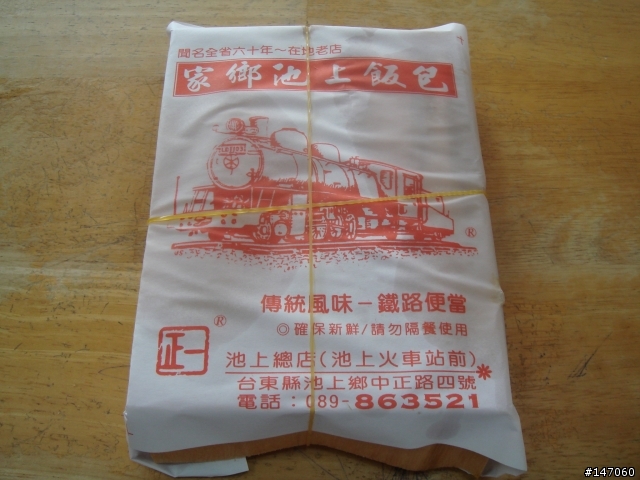 聞名全省六十年～在地老店
家鄉池上飯包
®
傳統風味－鐵路便當
◎確保新鮮/請勿隔餐使用
正一
®
池上總店(池上火車站前)
台東縣池上鄉中正路四號
電話：089-863521
#147060